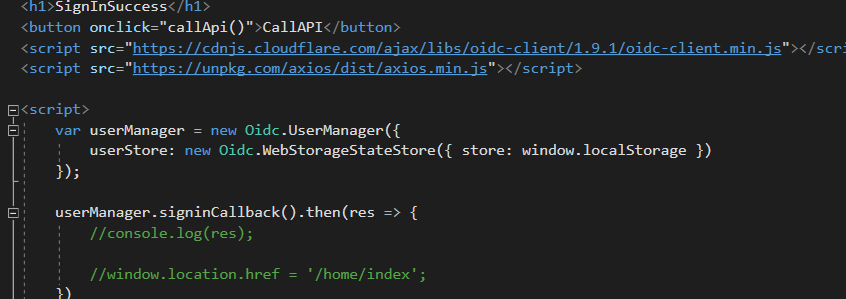 <h1>SignInSuccess</h1>
<button onclick="callApi()">CallAPI</button>
<script src="https://cdnjs.cloudflare.com/ajax/libs/oidc-client/1.9.1/oidc-client.min.js"></scri
<script src="https://unpkg.com/axios/dist/axios.min.js"></script>
<script>
var userManager = new Oidc.UserManager({
userStore: new Oidc.WebStorageStateStore({ store: window.localStorage })
});
userManager.signinCallback().then(res => {
//console.log(res);
//window.location.href = '/home/index';
})